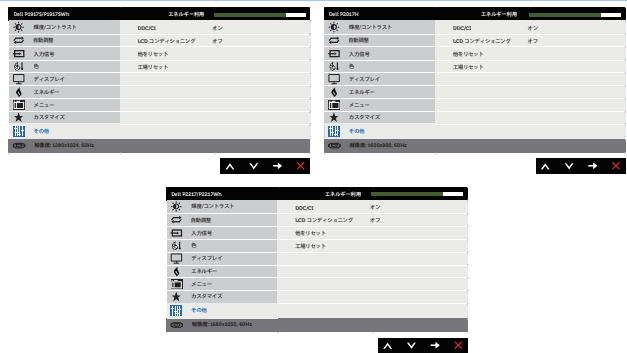 Dell P1917S/P1917SWh エネルギー利用
輝度/コントラスト DDC/CI オン
自動調整 LCD コンディショニング オフ
入力信号 他をリセット
色 工場リセット
ディスプレイ
エネルギー
メニュー
カスタマイズ
その他
解像度: 1280x1024, 60Hz
Dell P2017H エネルギー利用
輝度/コントラスト DDC/CI オン
自動調整 LCD コンディショニング オフ
入力信号 他をリセット
色 工場リセット
ディスプレイ
エネルギー
メニュー
カスタマイズ
その他
解像度: 1600x900, 60Hz
Dell P2217/P2217Wh エネルギー利用
輝度/コントラスト DDC/CI オン
自動調整 LCD コンディショニング オフ
入力信号 他をリセット
色 工場リセット
ディスプレイ
エネルギー
メニュー
カスタマイズ
その他
解像度: 1680x1050, 60Hz